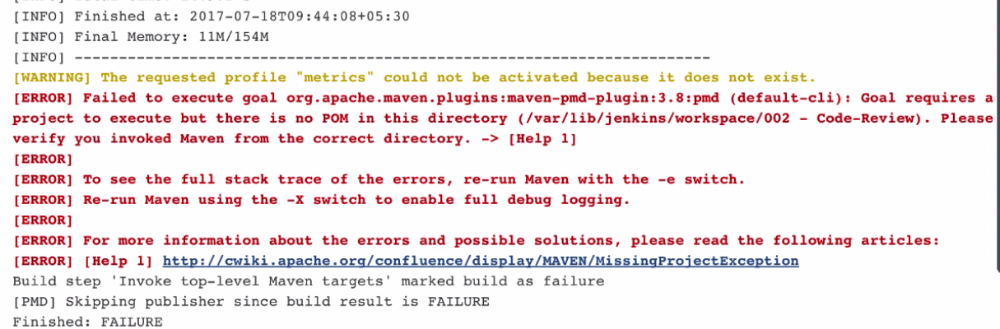 [INFO] Finished at: 2017-07-18T09:44:08+05:30
[INFO] Final Memory: 11M/154M
[INFO] ------------------------------------------------------------------------
[WARNING] The requested profile "metrics" could not be activated because it does not exist.
[ERROR] Failed to execute goal org.apache.maven.plugins:maven-pmd-plugin:3.8:pmd (default-cli): Goal requires a
project to execute but there is no POM in this directory (/var/lib/jenkins/workspace/002 - Code-Review). Please
verify you invoked Maven from the correct directory. -> [Help 1]
[ERROR]
[ERROR] To see the full stack trace of the errors, re-run Maven with the -e switch.
[ERROR] Re-run Maven using the -X switch to enable full debug logging.
[ERROR]
[ERROR] For more information about the errors and possible solutions, please read the following articles:
[ERROR] [Help 1] http://cwiki.apache.org/confluence/display/MAVEN/MissingProjectException
Build step 'Invoke top-level Maven targets' marked build as failure
[PMD] Skipping publisher since build result is FAILURE
Finished: FAILURE